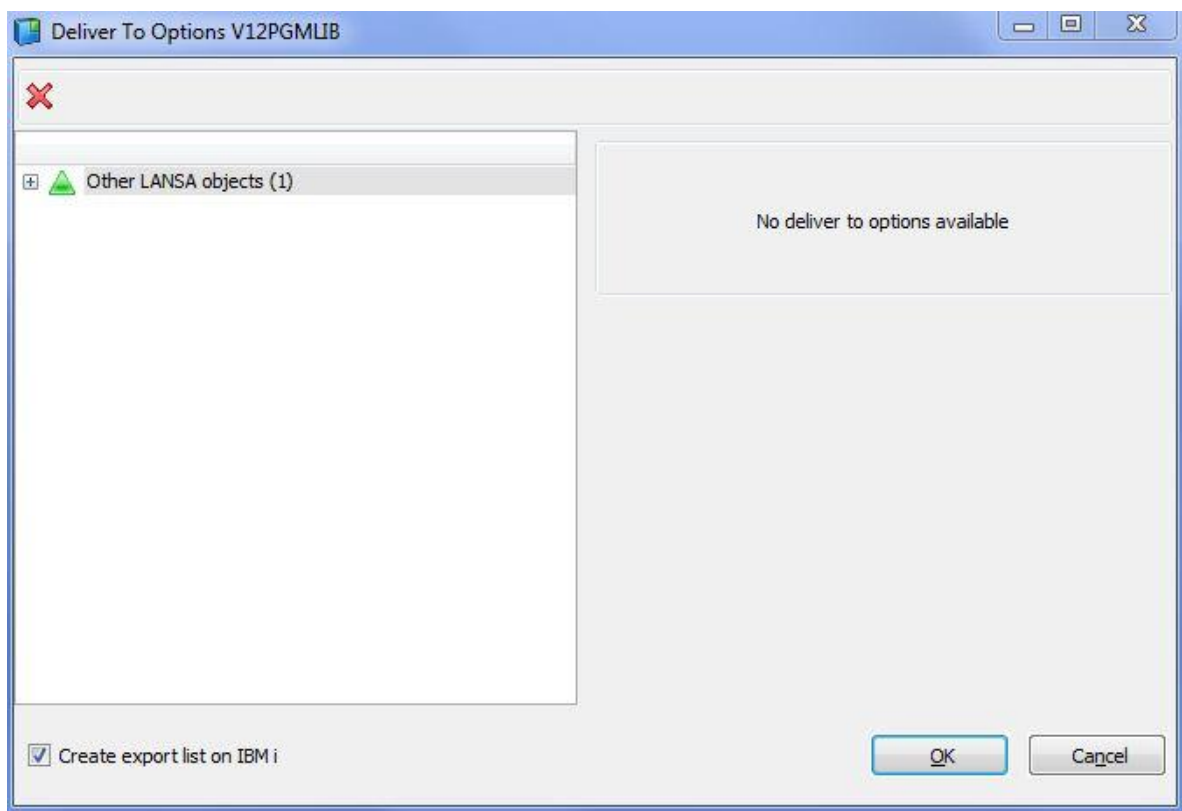 Deliver To Options V12PGMLIB
Other LANSA objects (1)
No deliver to options available
Create export list on IBM i
OK
Cancel